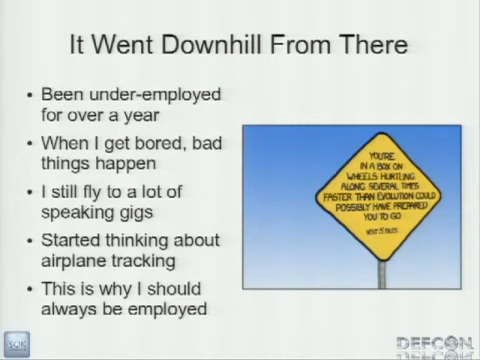 It Went Downhill From There
• Been under-employed
for over a year
• When I get bored, bad
things happen
• I still fly to a lot of
speaking gigs
• Started thinking about
airplane tracking
• This is why I should
always be employed
YOU'RE
IN A BOX ON
WHEELS HURTLING
ALONG SEVERAL TIMES
FASTER THAN EVOLUTION COULD
POSSIBLY HAVE PREPARED
YOU TO GO
NEXT 5 MILES
DEFCON